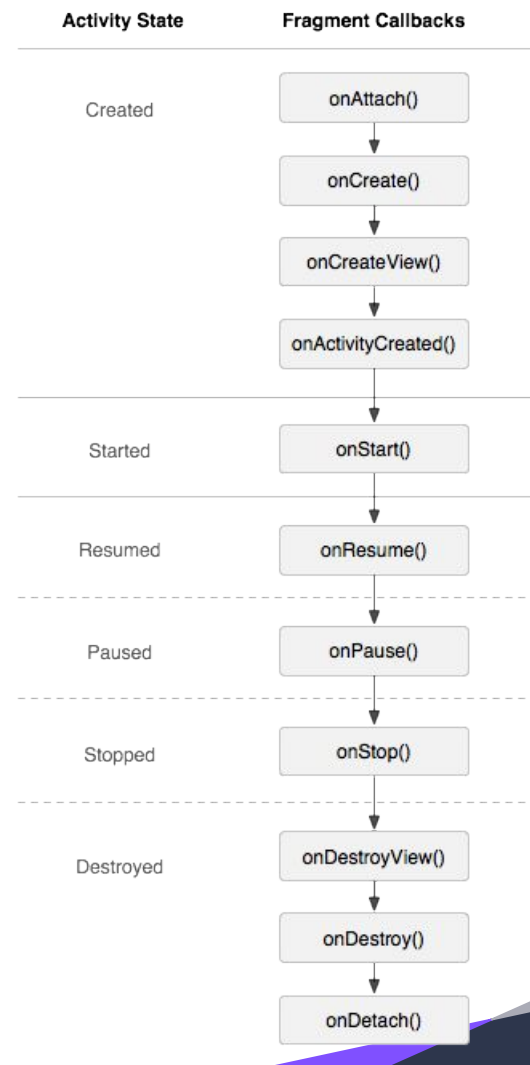 Activity State Fragment Callbacks
Created
onAttach()
onCreate()
onCreateView()
onActivityCreated()
Started
onStart()
Resumed
onResume()
Paused
onPause()
Stopped
onStop()
Destroyed
onDestroyView()
onDestroy()
onDetach()